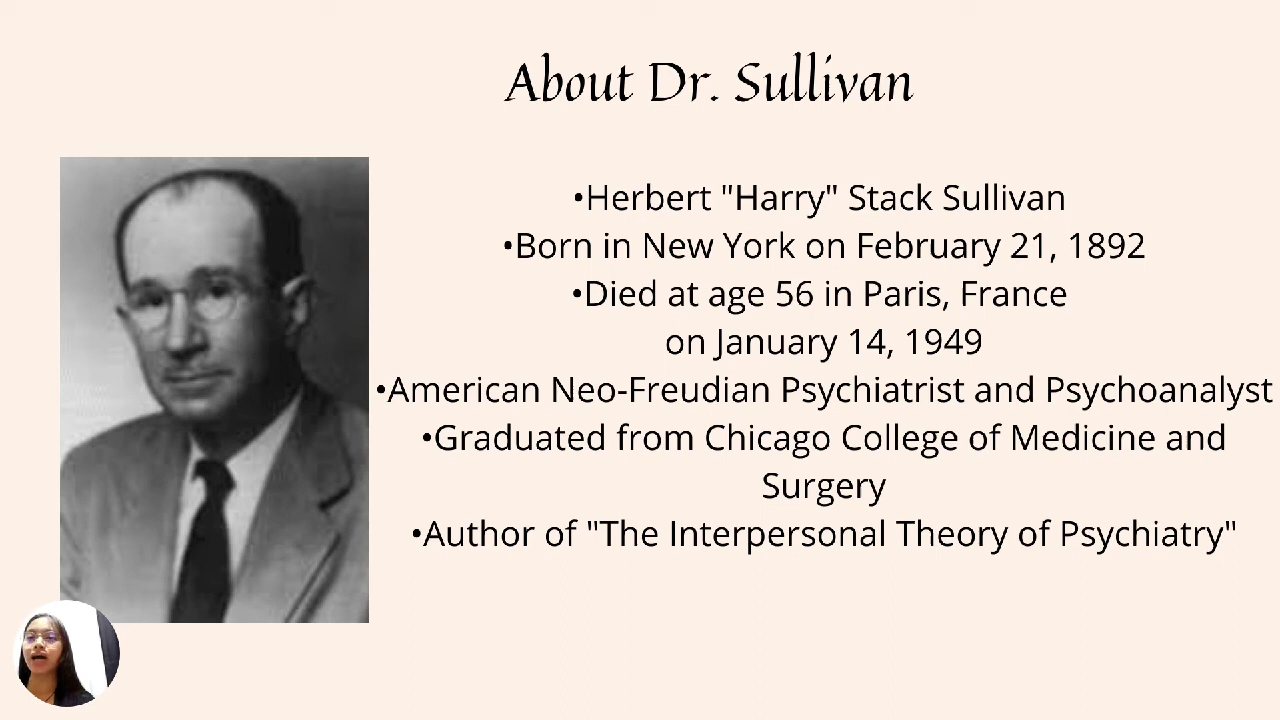 About Dr. Sullivan
•Herbert "Harry" Stack Sullivan
•Born in New York on February 21, 1892
•Died at age 56 in Paris, France
on January 14, 1949
•American Neo-Freudian Psychiatrist and Psychoanalyst
•Graduated from Chicago College of Medicine and
Surgery
•Author of "The Interpersonal Theory of Psychiatry"